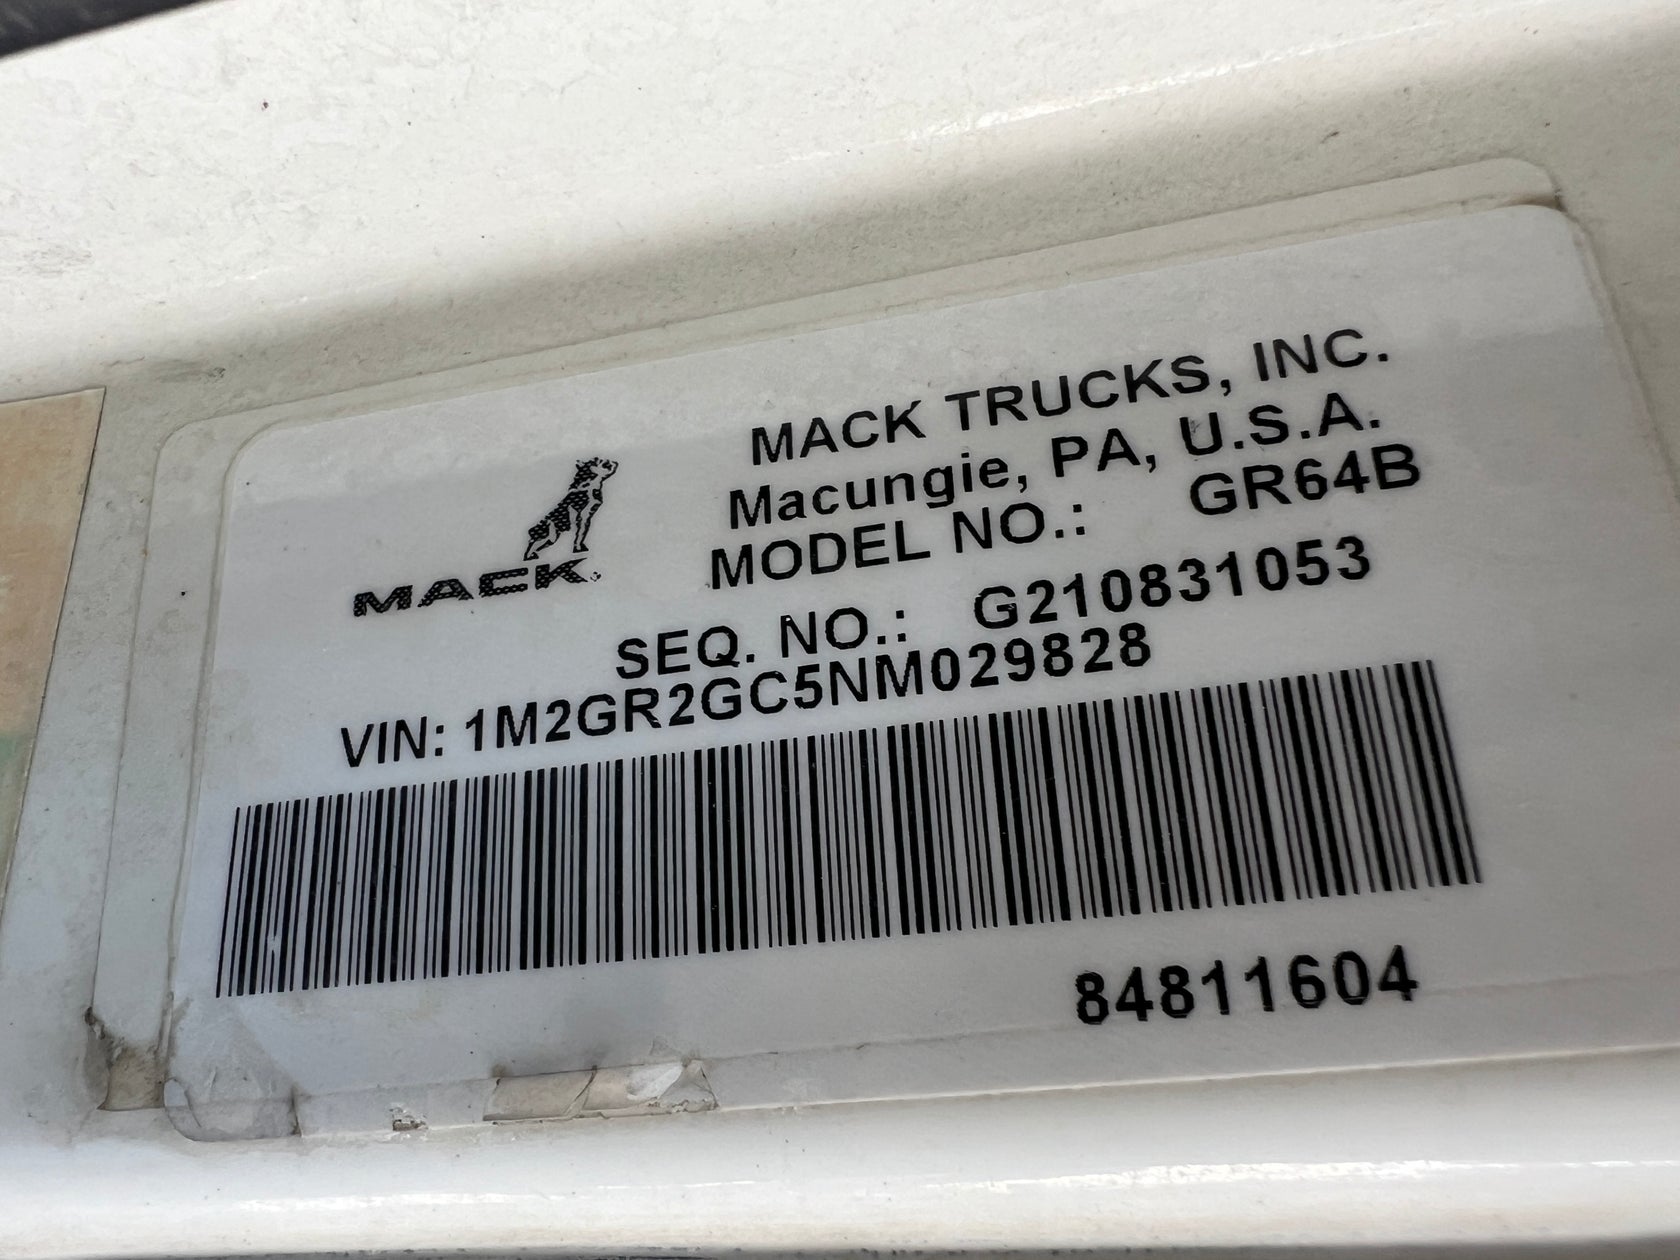 MACK TRUCKS, INC.
Macungie, PA, U.S.A.
MODEL NO.: GR64B
MACK
SEQ. NO.: G210831053
VIN: 1M2GR2GC5NM029828
84811604